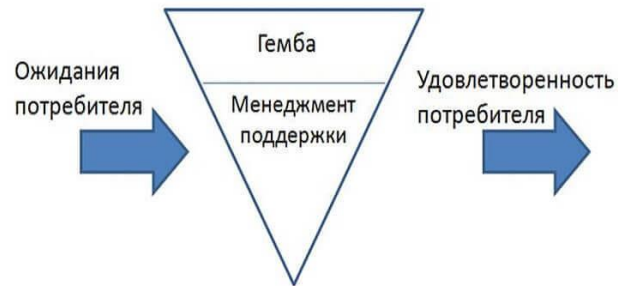 Ожидания
потребителя
Гемба
Менеджмент
поддержки
Удовлетворенность
потребителя